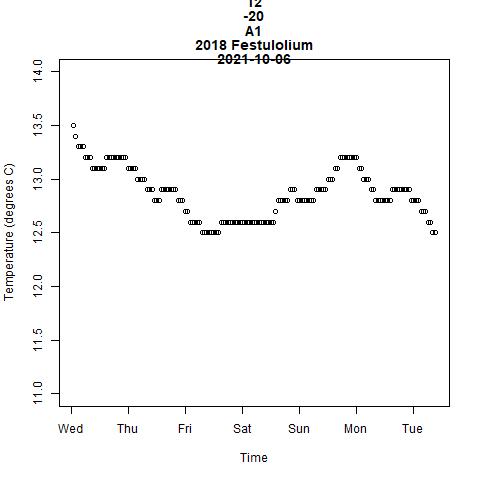 12
-20
A1
2018 Festulolium
2021-10-06
14.0
13.5
13.0
12.5
12.0
11.5
11.0
Temperature (degrees C)
Wed Thu Fri Sat Sun Mon Tue
Time